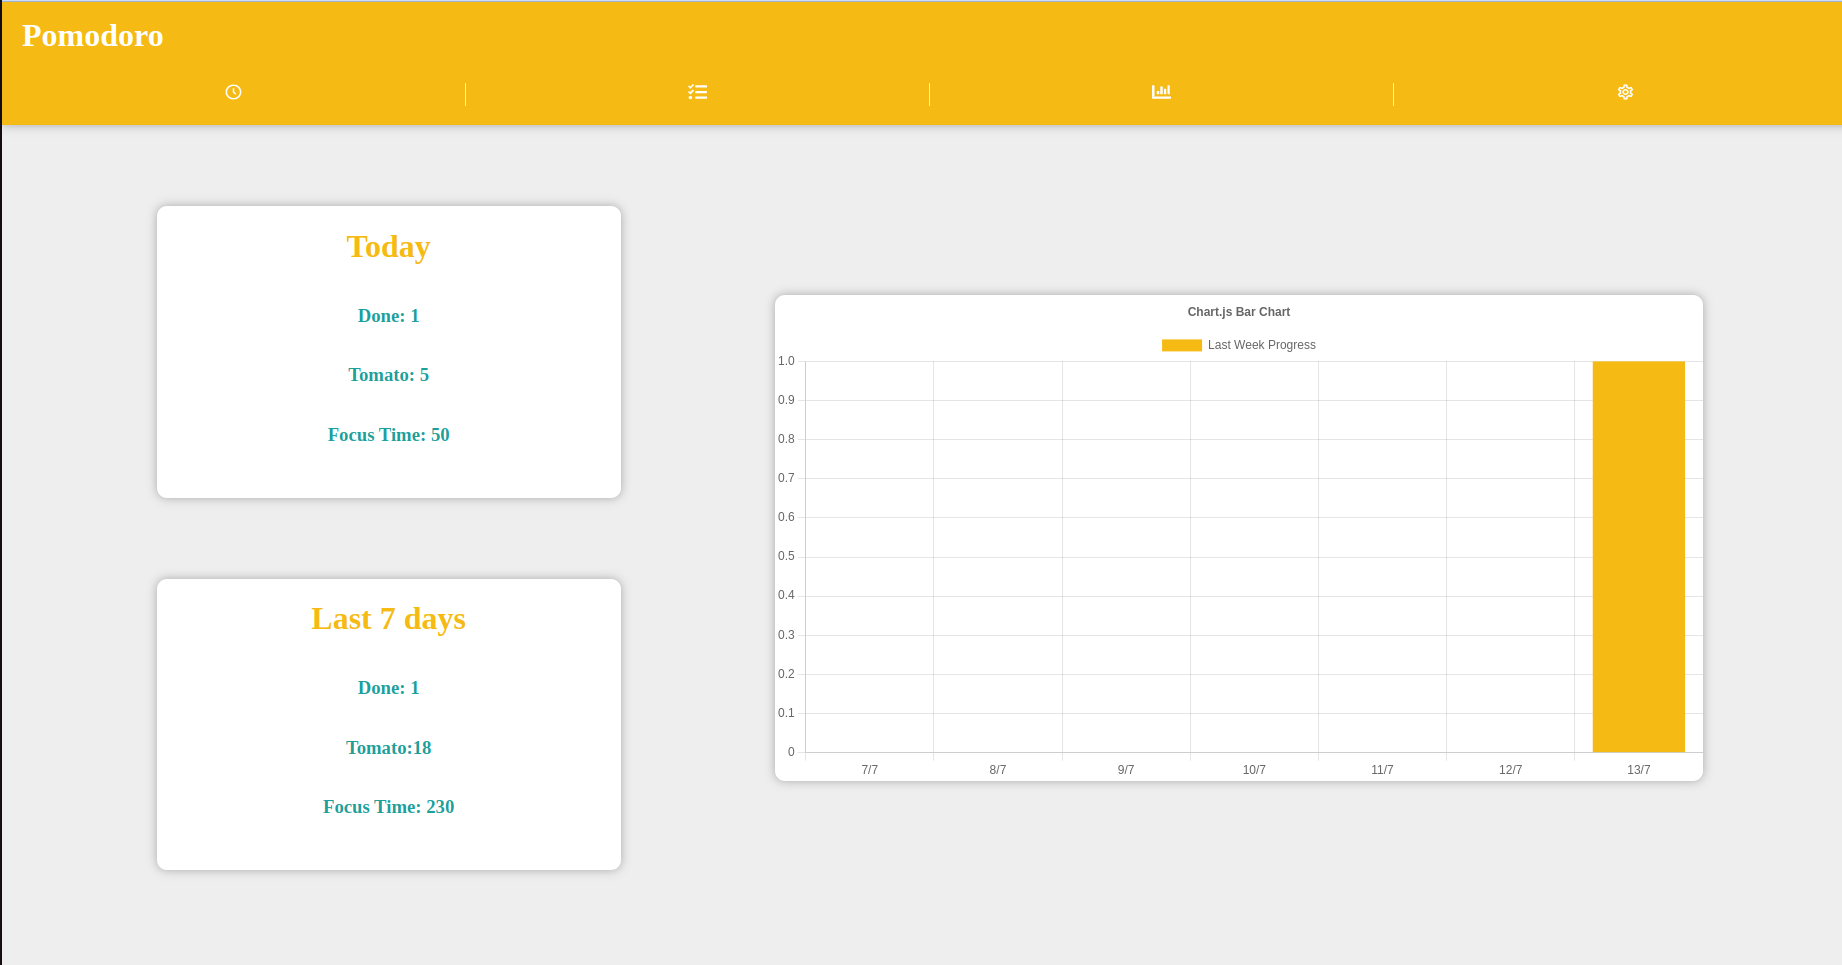 Pomodoro
Today
Done: 1
Tomato: 5
Focus Time: 50
Last 7 days
Done: 1
Tomato:18
Focus Time: 230
Chart.js Bar Chart
Last Week Progress
1.0
0.9
0.8
0.7
0.6
0.5
0.4
0.3
0.2
0.1
0
7/7 8/7 9/7 10/7 11/7 12/7 13/7